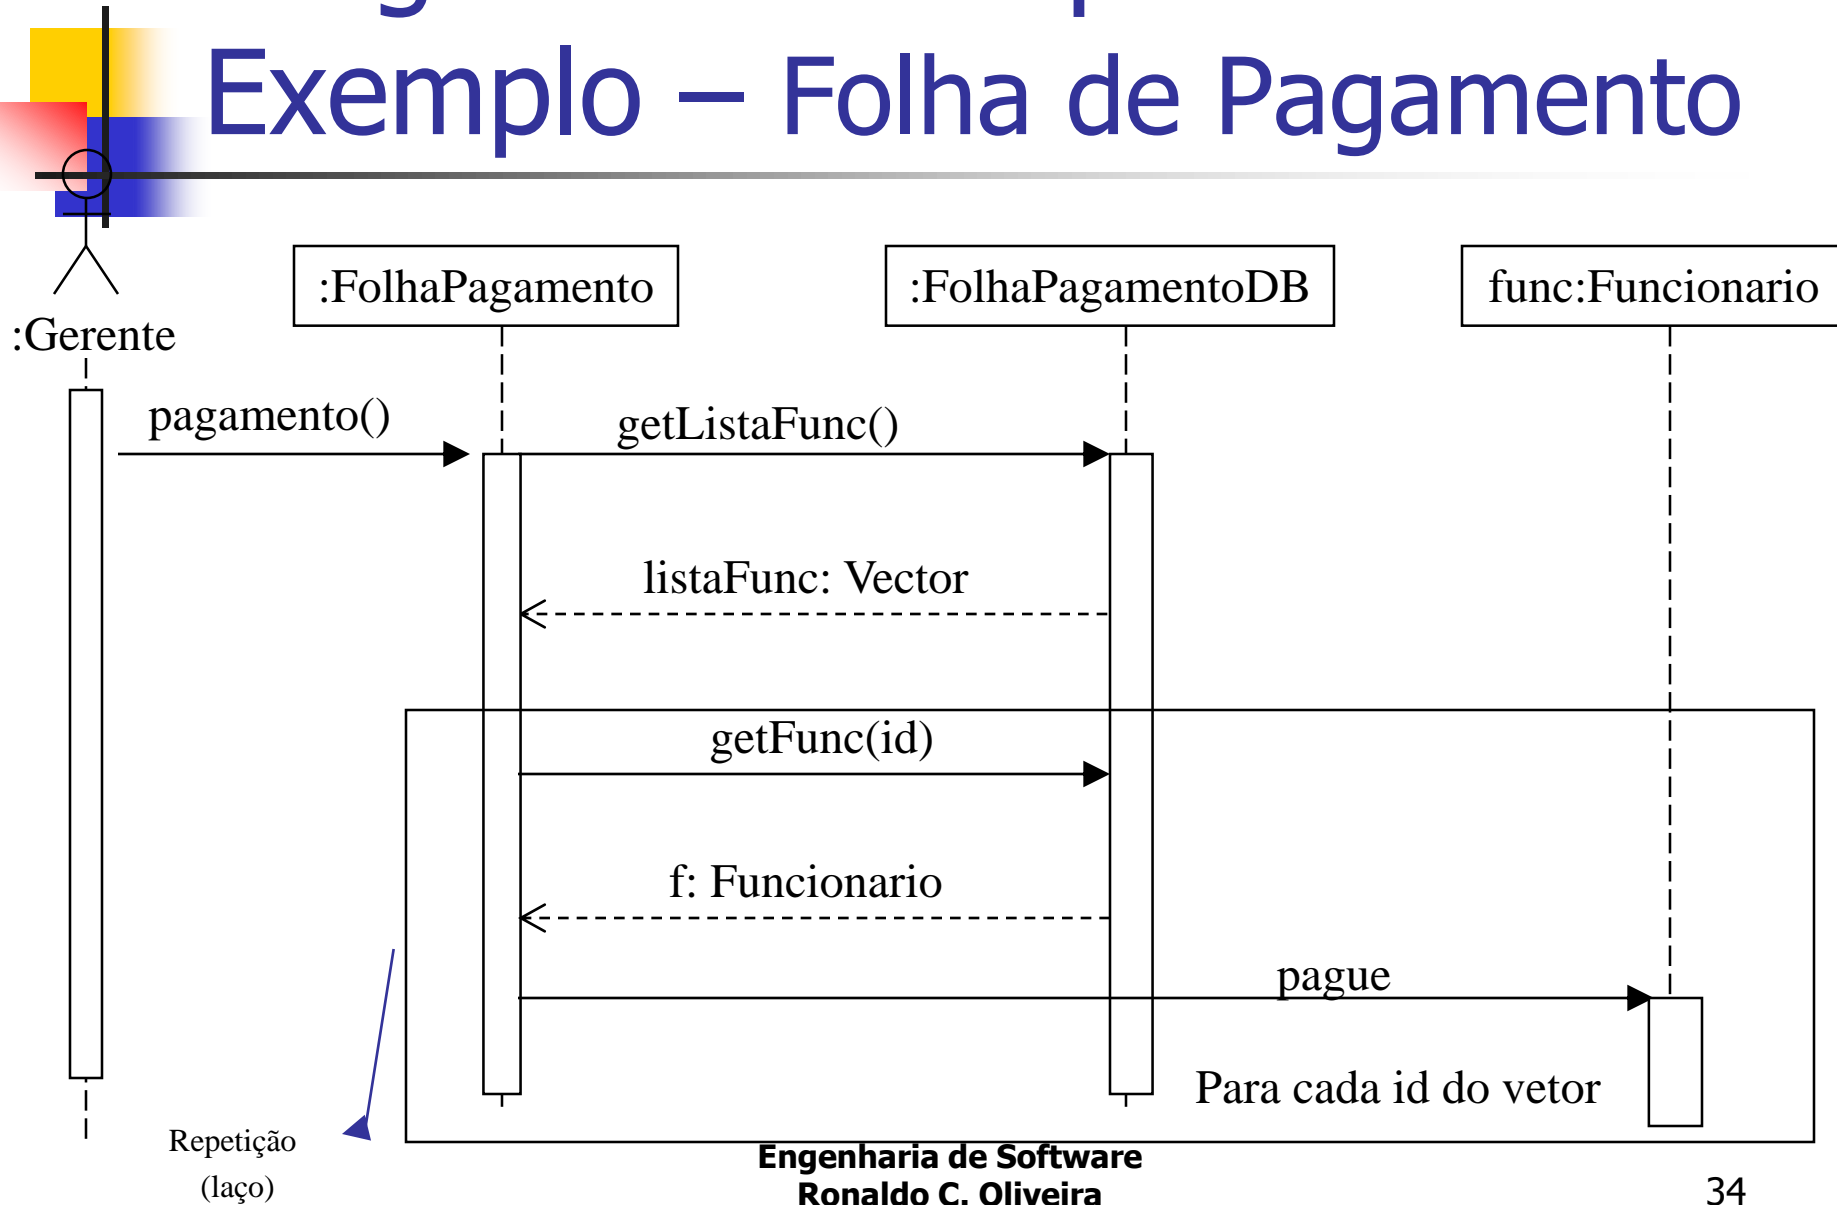 Exemplo – Folha de Pagamento
:Gerente
:FolhaPagamento
:FolhaPagamentoDB
func:Funcionario
pagamento()
getListaFunc()
listaFunc: Vector
getFunc(id)
f: Funcionario
pague
Para cada id do vetor
Repetição
(laço)
Engenharia de Software
Ronaldo C. Oliveira
34